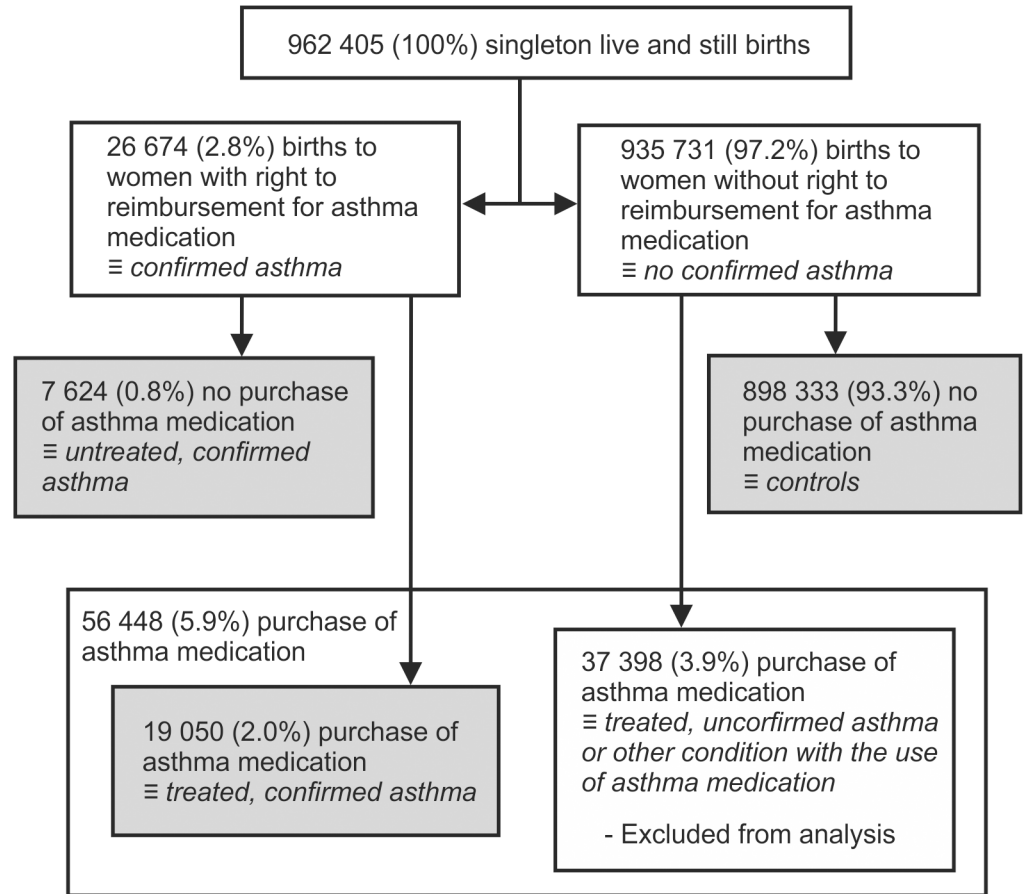 962 405 (100%) singleton live and still births
26 674 (2.8%) births to
women with right to
reimbursement for asthma
medication
≡ confirmed asthma
935 731 (97.2%) births to
women without right to
reimbursement for asthma
medication
≡ no confirmed asthma
7 624 (0.8%) no purchase
of asthma medication
≡ untreated, confirmed
asthma
898 333 (93.3%) no
purchase of asthma
medication
≡ controls
56 448 (5.9%) purchase of
asthma medication
19 050 (2.0%) purchase of
asthma medication
≡ treated, confirmed asthma
37 398 (3.9%) purchase of
asthma medication
≡ treated, uncorfirmed asthma
or other condition with the use
of asthma medication
- Excluded from analysis